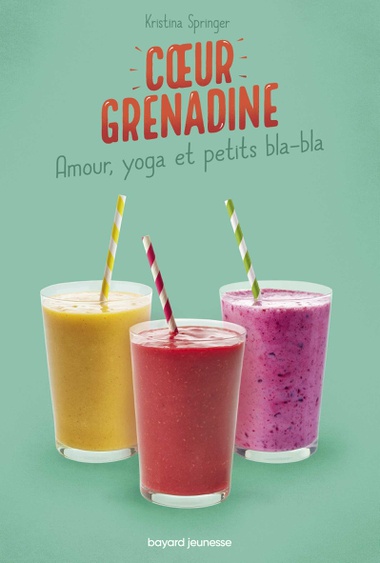 Kristina Springer
CŒUR
GRENADINE
Amour, yoga et petits bla-bla
bayard jeunesse